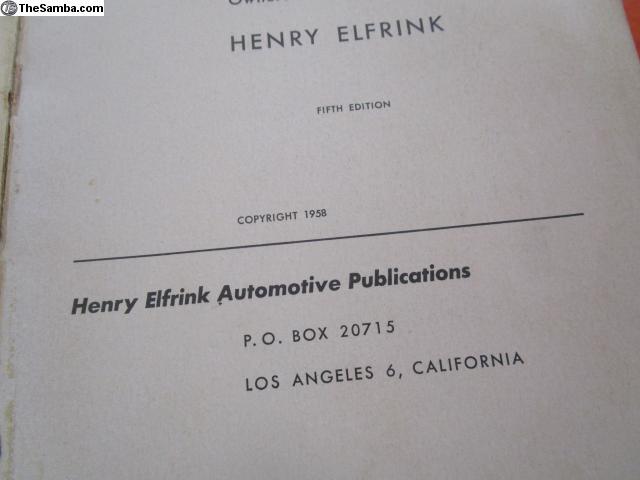 TheSamba.com
HENRY ELFRINK
FIFTH EDITION
COPYRIGHT 1958
Henry Elfrink Automotive Publications
P.O. BOX 20715
LOS ANGELES 6, CALIFORNIA